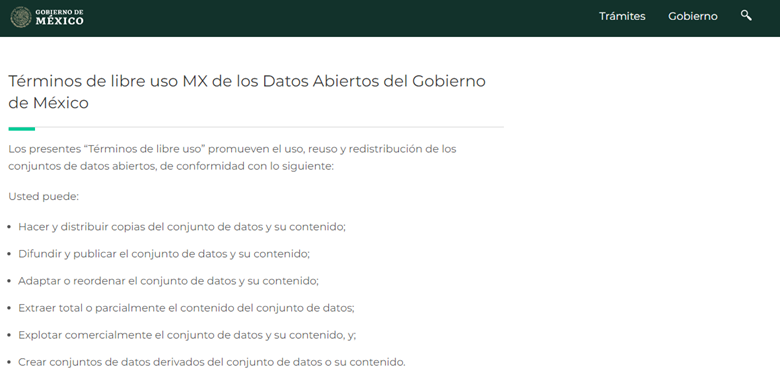 GOBIERNO DE
MÉXICO
Trámites
Gobierno
Términos de libre uso MX de los Datos Abiertos del Gobierno
de México
Los presentes “Términos de libre uso” promueven el uso, reuso y redistribución de los
conjuntos de datos abiertos, de conformidad con lo siguiente:
Usted puede:
• Hacer y distribuir copias del conjunto de datos y su contenido;
• Difundir y publicar el conjunto de datos y su contenido;
• Adaptar o reordenar el conjunto de datos y su contenido;
• Extraer total o parcialmente el contenido del conjunto de datos;
• Explotar comercialmente el conjunto de datos y su contenido, y;
• Crear conjuntos de datos derivados del conjunto de datos o su contenido.